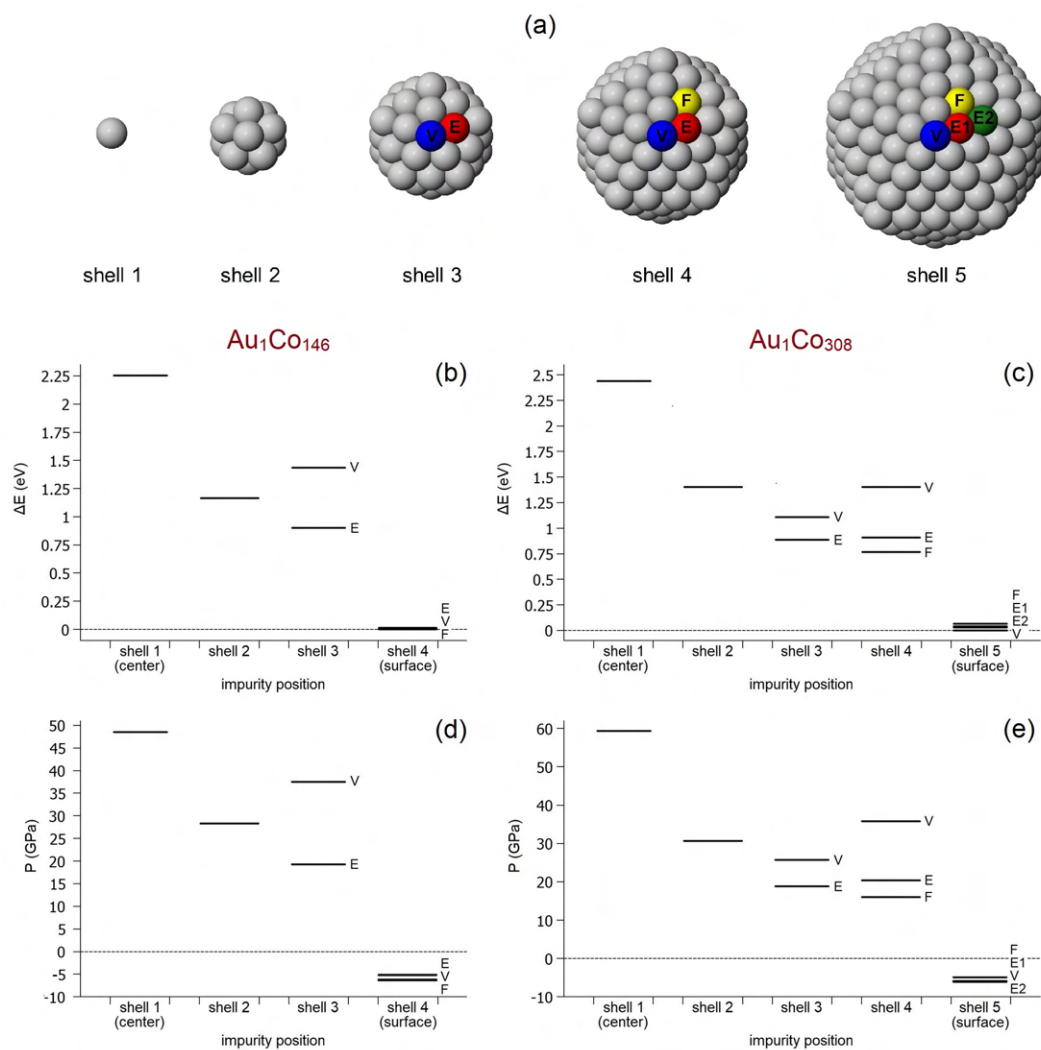 (a)
F
F
V E
V E
V E1 E2
shell 1 shell 2 shell 3 shell 4 shell 5
Au₁Co₁₄₆
(b)
2.25
2
1.75
1.5
1.25
1
0.75
0.5
0.25
0
ΔE (eV)
V
E
E
V
F
shell 1 shell 2 shell 3 shell 4
(center) (surface)
impurity position
Au₁Co₃₀₈
(c)
2.5
2.25
2
1.75
1.5
1.25
1
0.75
0.5
0.25
0
ΔE (eV)
V
E
V
E
F
F
E1
E2
V
shell 1 shell 2 shell 3 shell 4 shell 5
(center) (surface)
impurity position
(d)
50
45
40
35
30
25
20
15
10
5
0
-5
-10
P (GPa)
V
E
E
V
F
shell 1 shell 2 shell 3 shell 4
(center) (surface)
impurity position
(e)
60
50
40
30
20
10
0
-10
P (GPa)
V
E
V
E
F
F
E1
V
E2
shell 1 shell 2 shell 3 shell 4 shell 5
(center) (surface)
impurity position